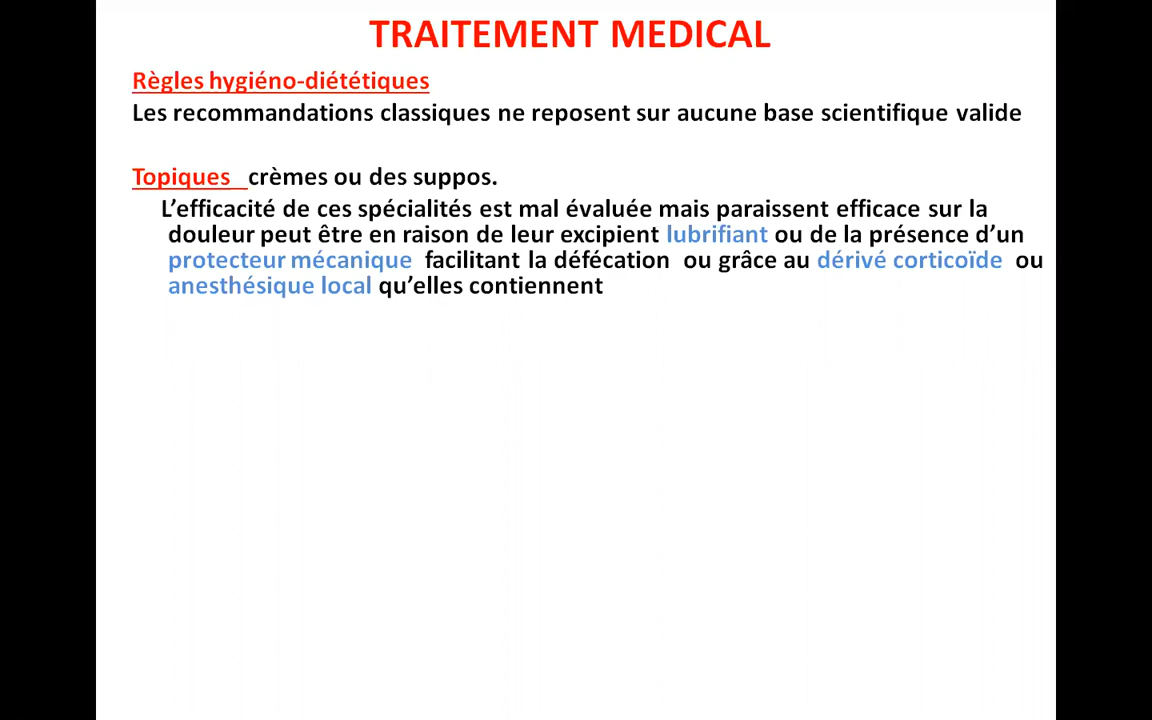 TRAITEMENT MEDICAL
Règles hygiéno-diététiques
Les recommandations classiques ne reposent sur aucune base scientifique valide
Topiques crèmes ou des suppos.
L’efficacité de ces spécialités est mal évaluée mais paraissent efficace sur la
douleur peut être en raison de leur excipient lubrifiant ou de la présence d’un
protecteur mécanique facilitant la défécation ou grâce au dérivé corticoïde ou
anesthésique local qu’elles contiennent